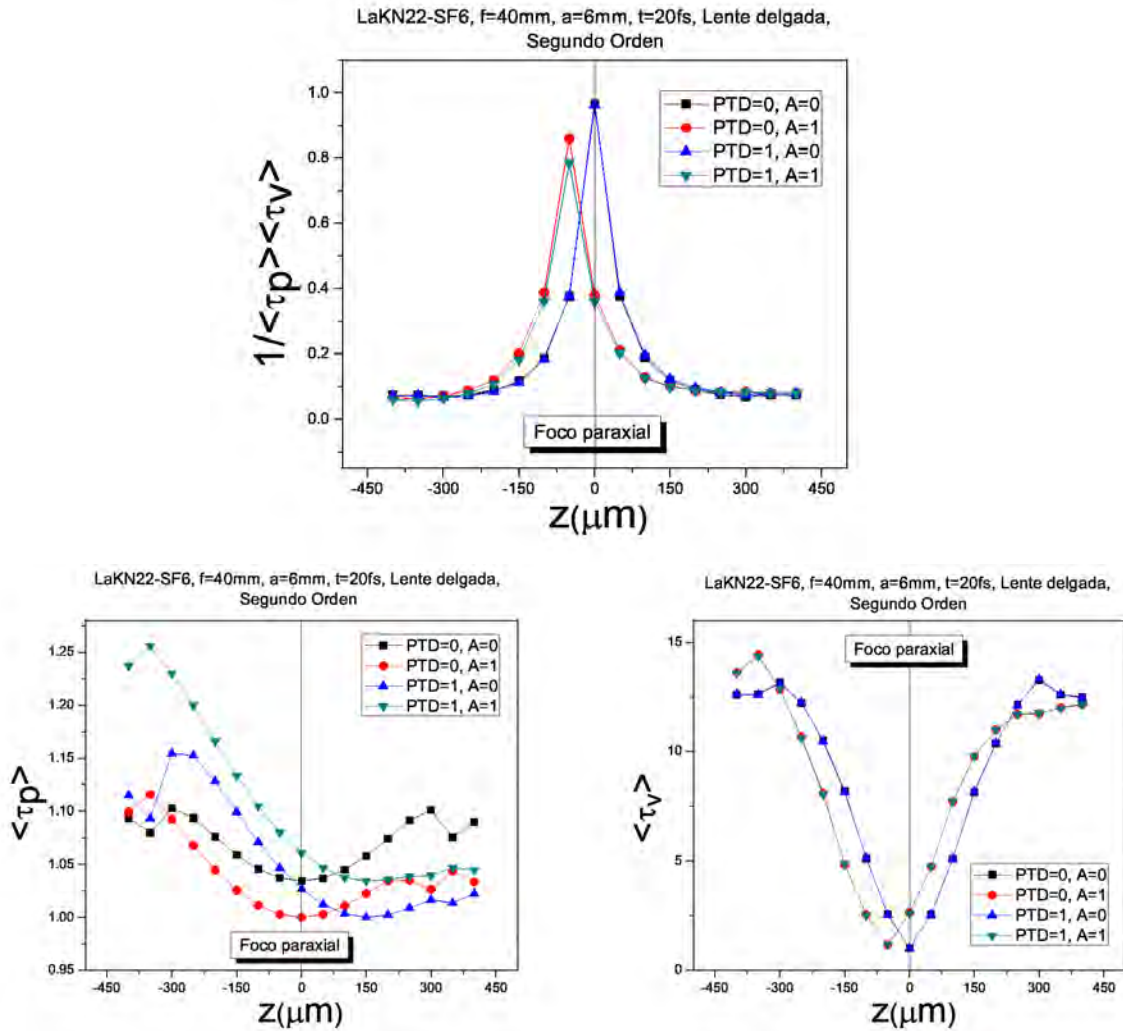 LaKN22-SF6, f=40mm, a=6mm, t=20fs, Lente delgada,
Segundo Orden
1.0
0.8
0.6
0.4
0.2
0.0
1/<τp><τv>
PTD=0, A=0
PTD=0, A=1
PTD=1, A=0
PTD=1, A=1
Foco paraxial
-450 -300 -150 0 150 300 450
z(μm)
LaKN22-SF6, f=40mm, a=6mm, t=20fs, Lente delgada,
Segundo Orden
1.25
1.20
1.15
1.10
1.05
1.00
0.95
<τp>
PTD=0, A=0
PTD=0, A=1
PTD=1, A=0
PTD=1, A=1
Foco paraxial
-450 -300 -150 0 150 300 450
z(μm)
LaKN22-SF6, f=40mm, a=6mm, t=20fs, Lente delgada,
Segundo Orden
15
10
5
0
<τv>
Foco paraxial
PTD=0, A=0
PTD=0, A=1
PTD=1, A=0
PTD=1, A=1
-450 -300 -150 0 150 300 450
z(μm)